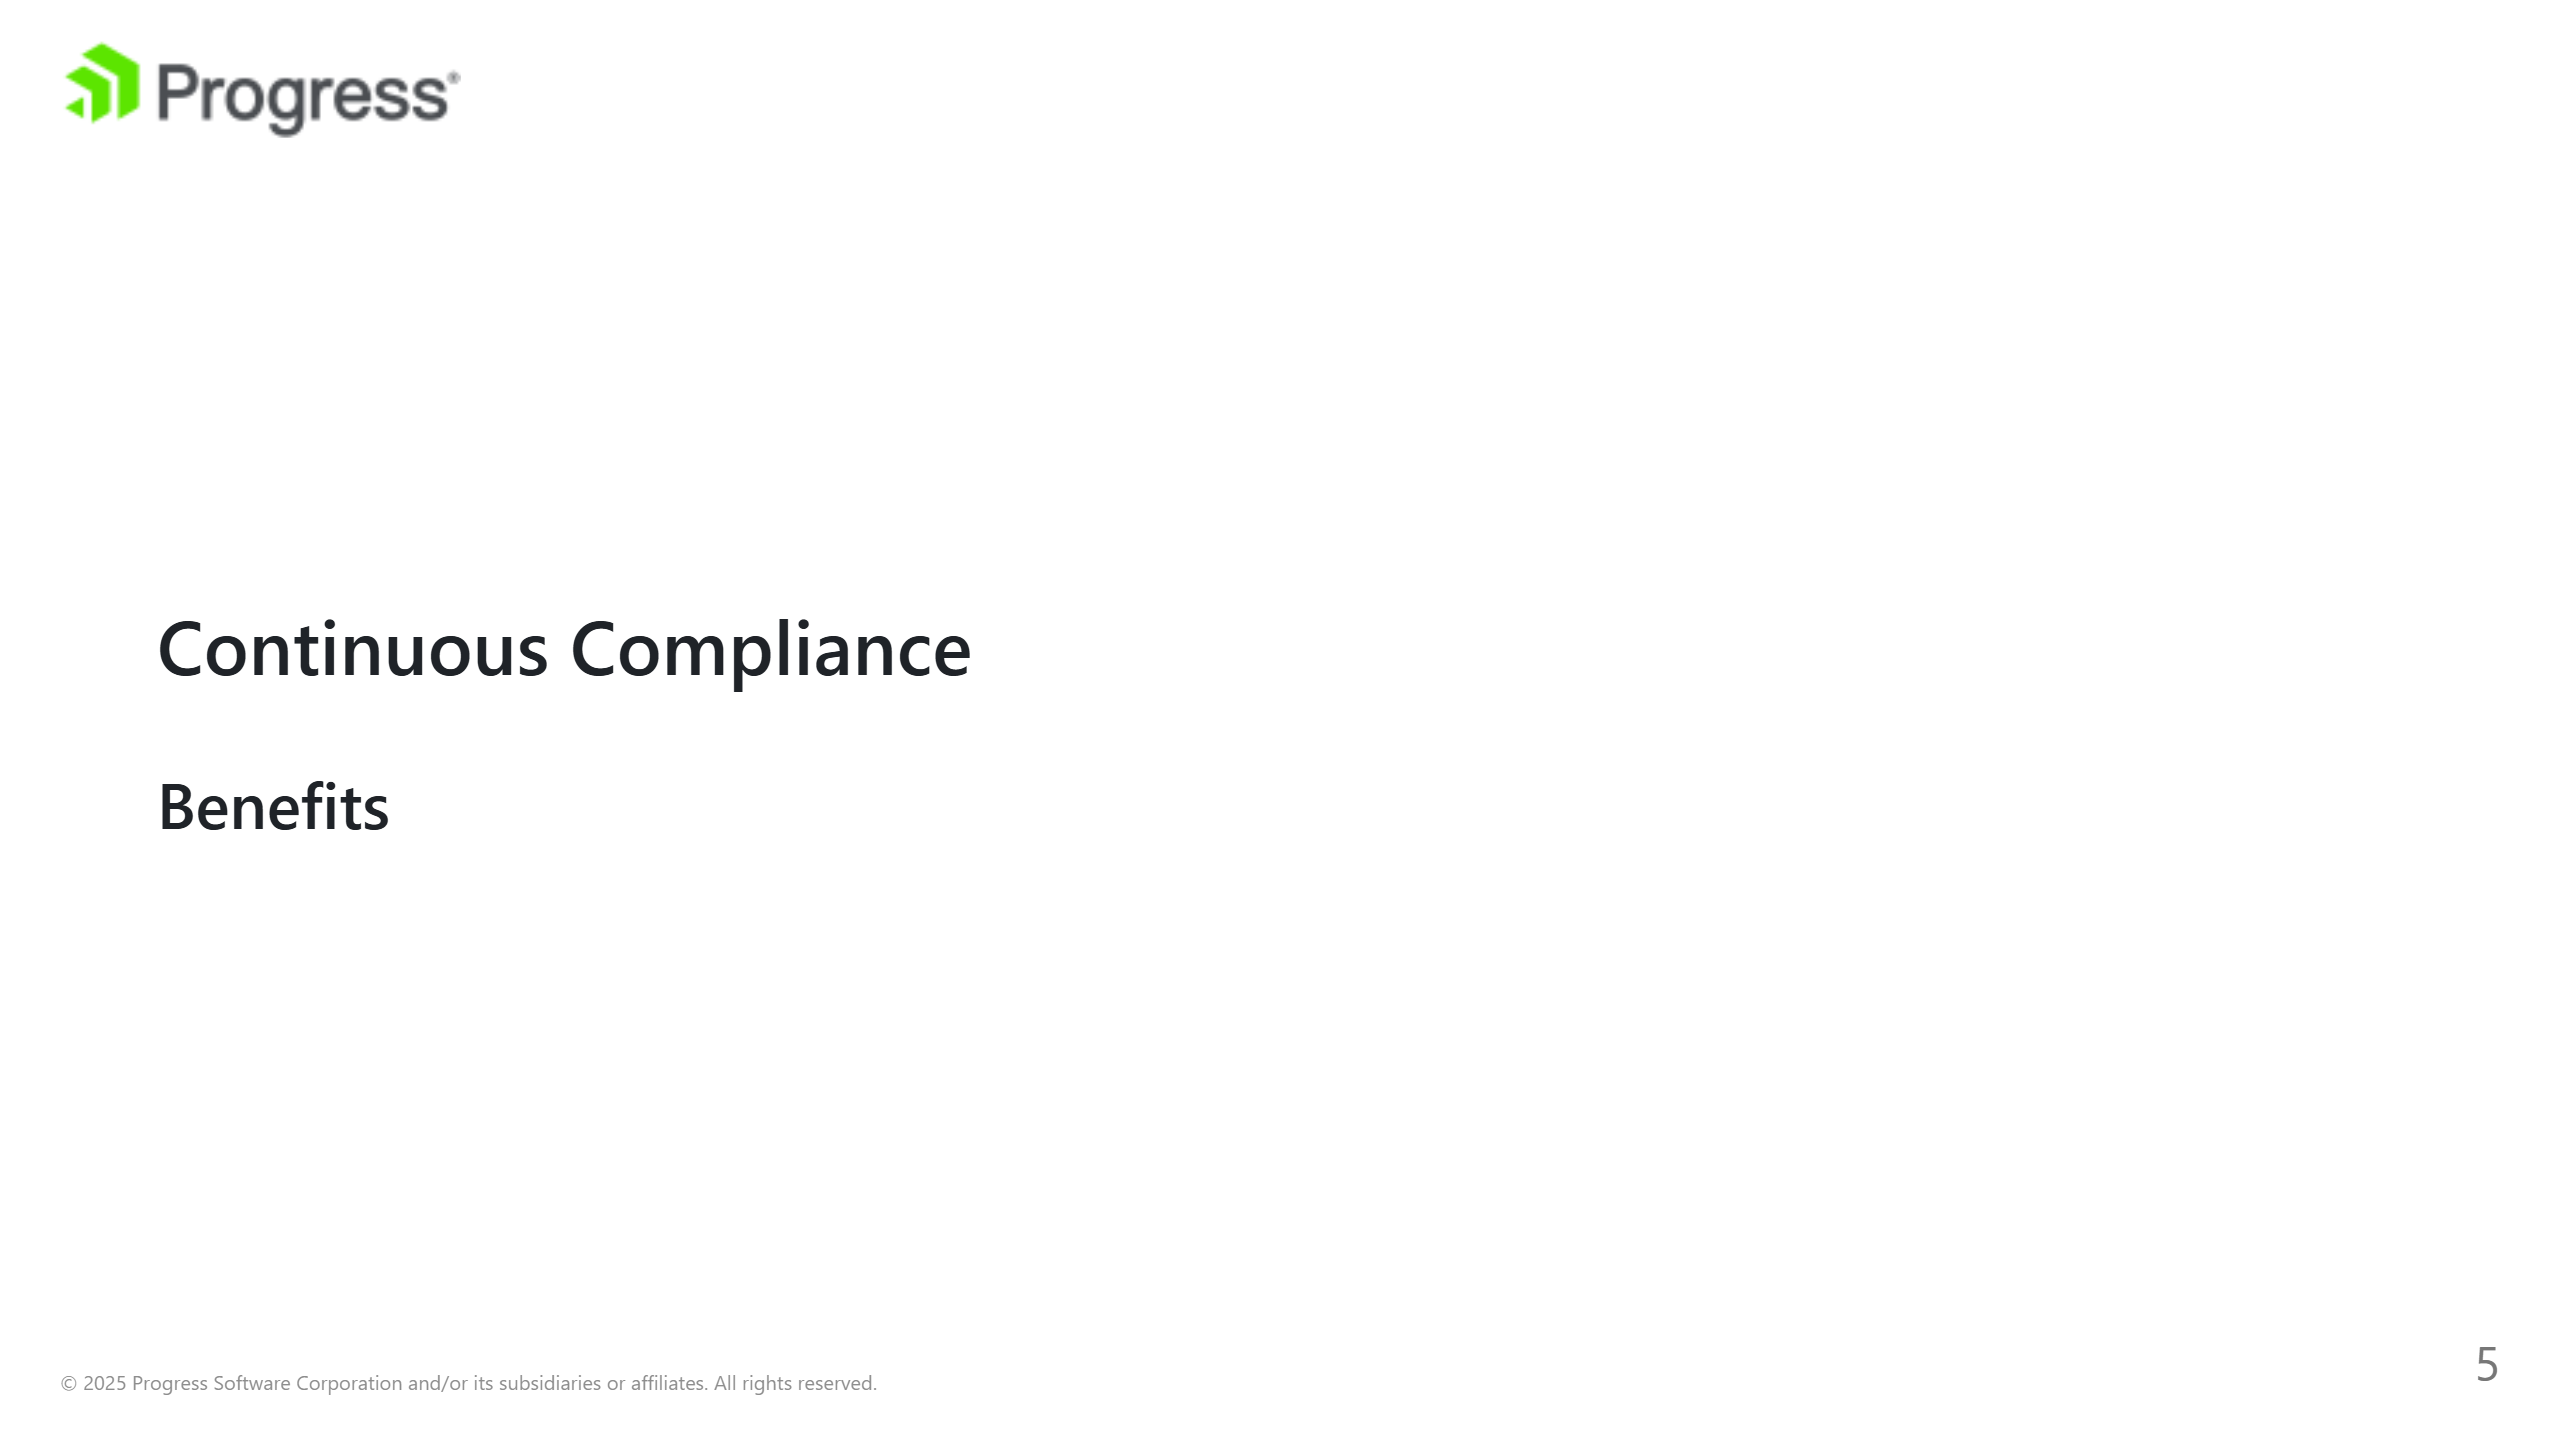 Progress®
Continuous Compliance
Benefits
© 2025 Progress Software Corporation and/or its subsidiaries or affiliates. All rights reserved.
5